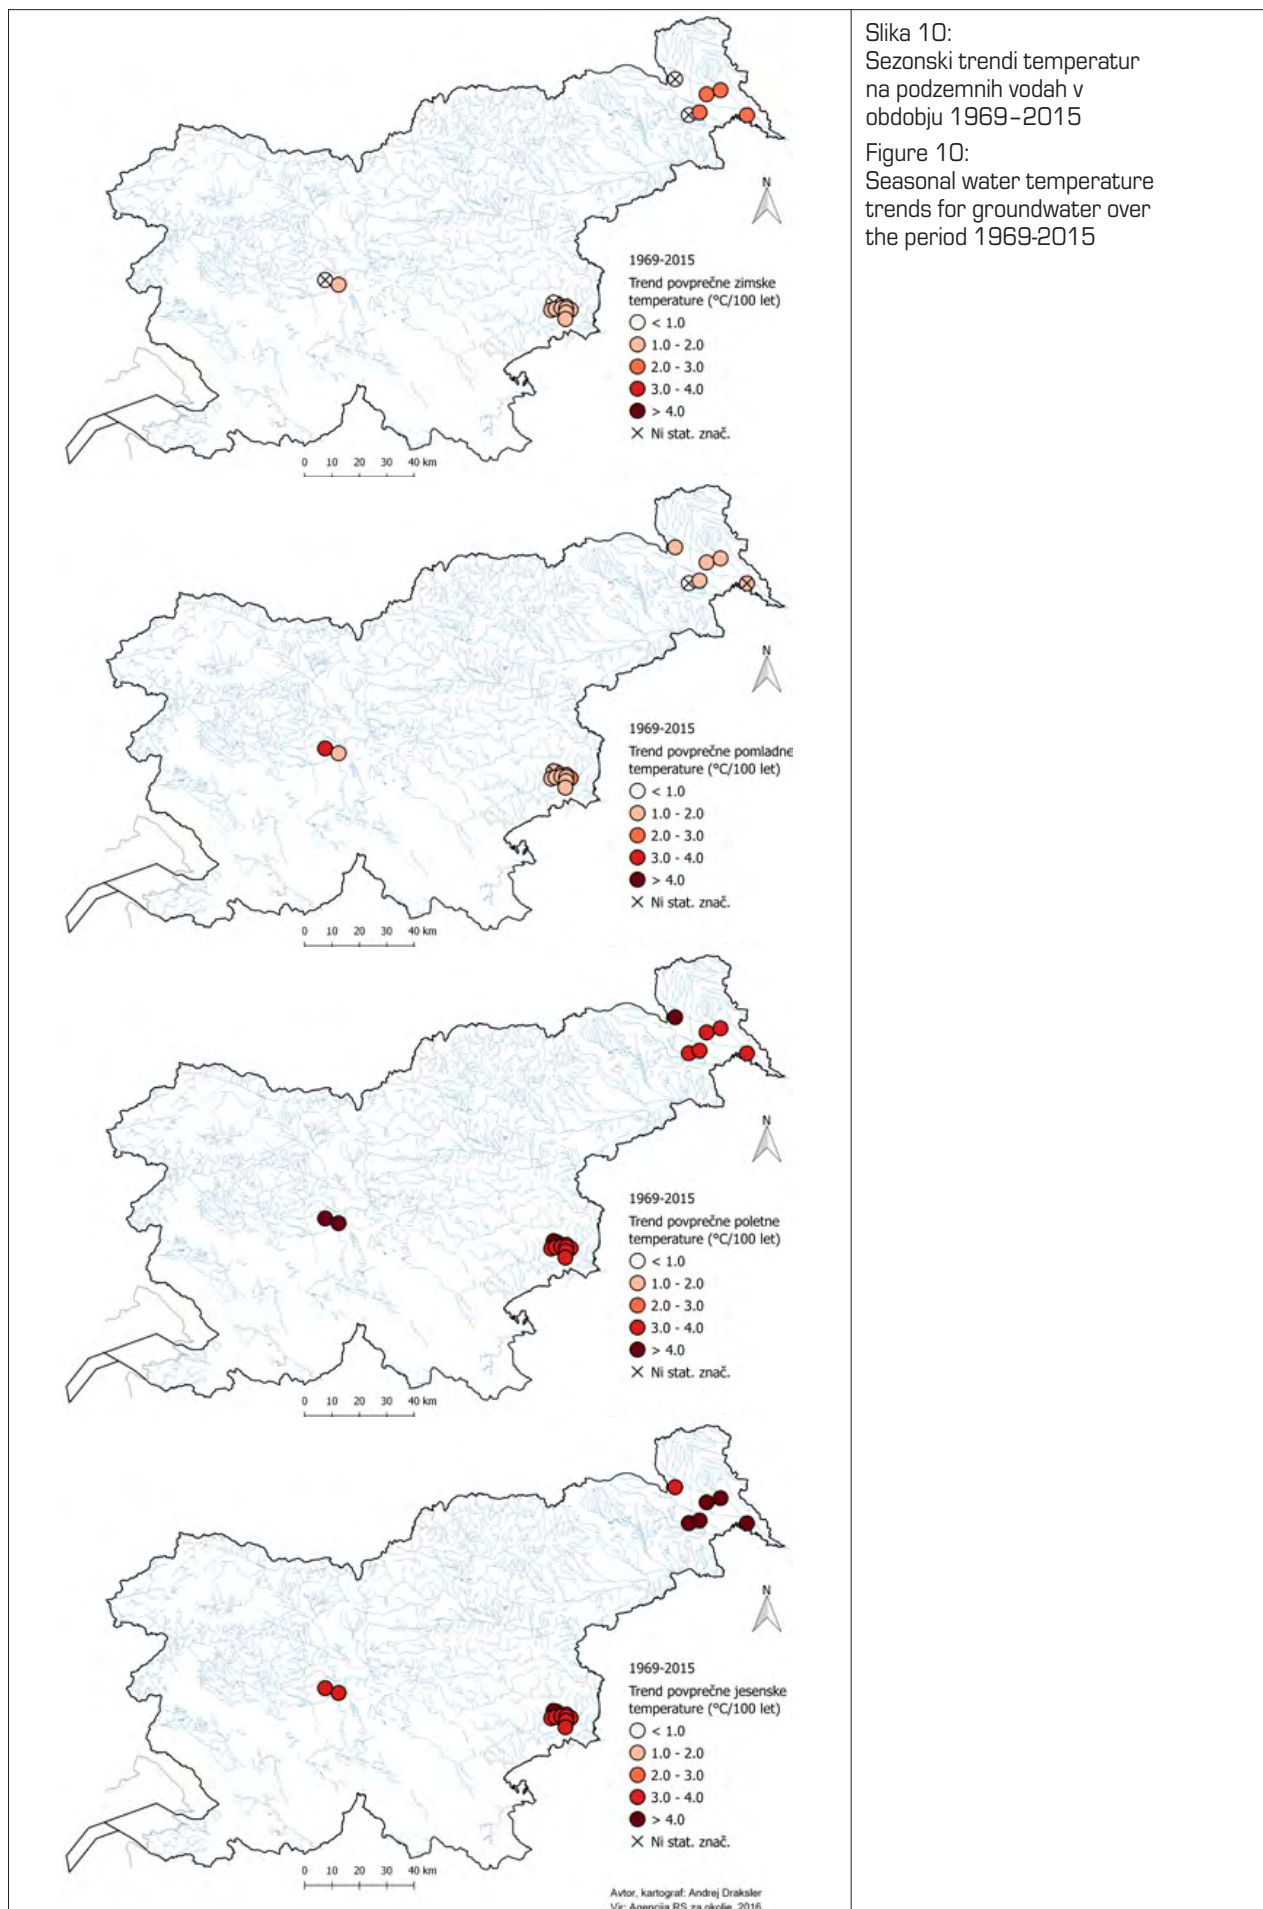 Slika 10:
Sezonski trendi temperatur
na podzemnih vodah v
obdobju 1969–2015
Figure 10:
Seasonal water temperature
trends for groundwater over
the period 1969-2015
N
1969-2015
Trend povprečne zimske
temperature (°C/100 let)
< 1.0
1.0 - 2.0
2.0 - 3.0
3.0 - 4.0
> 4.0
Ni stat. znač.
0 10 20 30 40 km
N
1969-2015
Trend povprečne pomladne
temperature (°C/100 let)
< 1.0
1.0 - 2.0
2.0 - 3.0
3.0 - 4.0
> 4.0
Ni stat. znač.
0 10 20 30 40 km
N
1969-2015
Trend povprečne poletne
temperature (°C/100 let)
< 1.0
1.0 - 2.0
2.0 - 3.0
3.0 - 4.0
> 4.0
Ni stat. znač.
0 10 20 30 40 km
N
1969-2015
Trend povprečne jesenske
temperature (°C/100 let)
< 1.0
1.0 - 2.0
2.0 - 3.0
3.0 - 4.0
> 4.0
Ni stat. znač.
0 10 20 30 40 km
Avtor, kartograf: Andrej Draksler
Vir: Agencija RS za okolje, 2016